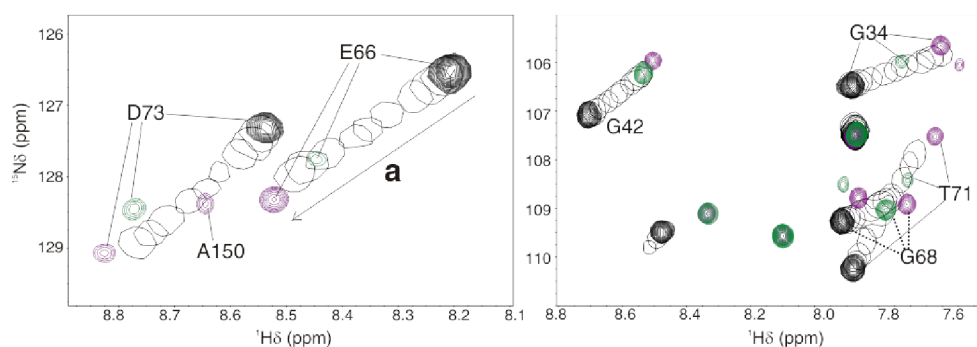 126
127
128
129
¹⁵Nδ (ppm)
D73
E66
a
A150
8.8 8.7 8.6 8.5 8.4 8.3 8.2 8.1
¹Hδ (ppm)
106
107
108
109
110
G34
G42
T71
G68
8.8 8.6 8.4 8.2 8.0 7.8 7.6
¹Hδ (ppm)